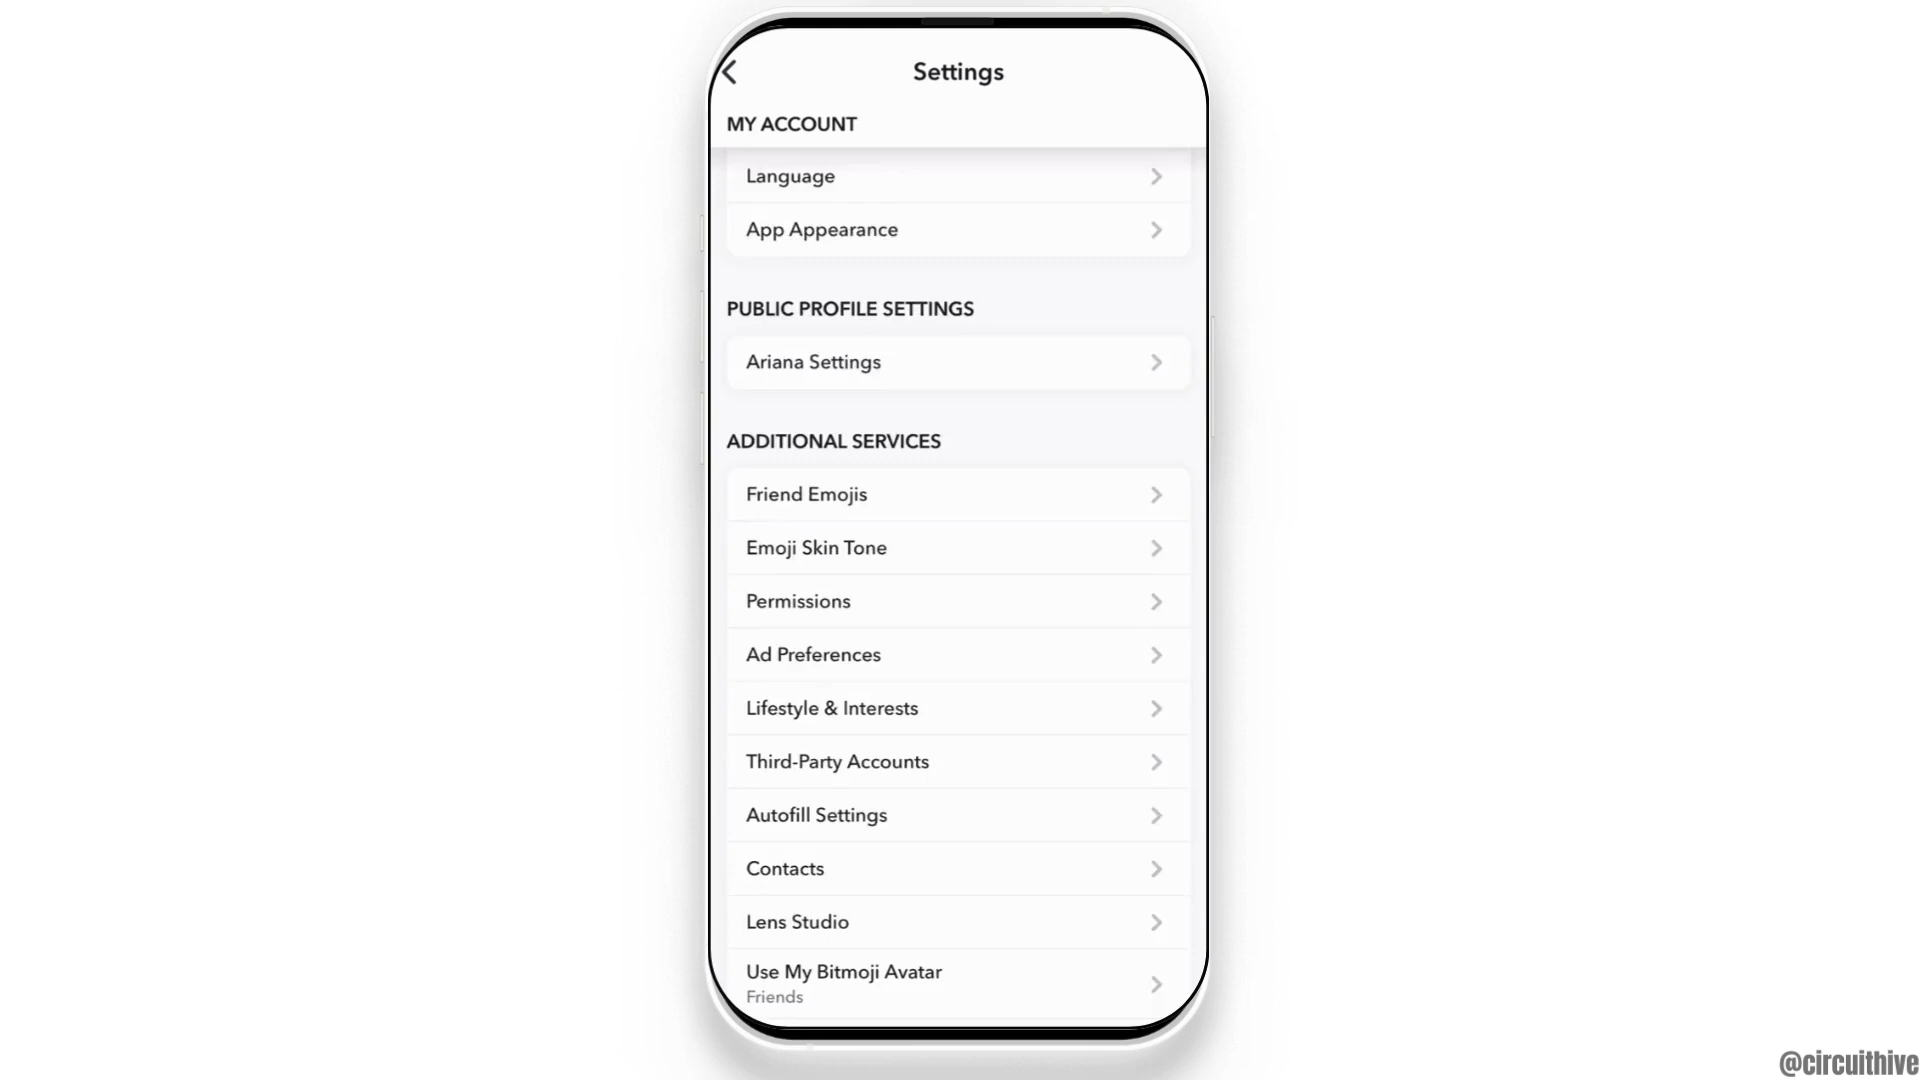 Settings
MY ACCOUNT
Language
App Appearance
PUBLIC PROFILE SETTINGS
Ariana Settings
ADDITIONAL SERVICES
Friend Emojis
Emoji Skin Tone
Permissions
Ad Preferences
Lifestyle & Interests
Third-Party Accounts
Autofill Settings
Contacts
Lens Studio
Use My Bitmoji Avatar
Friends
@circuithive